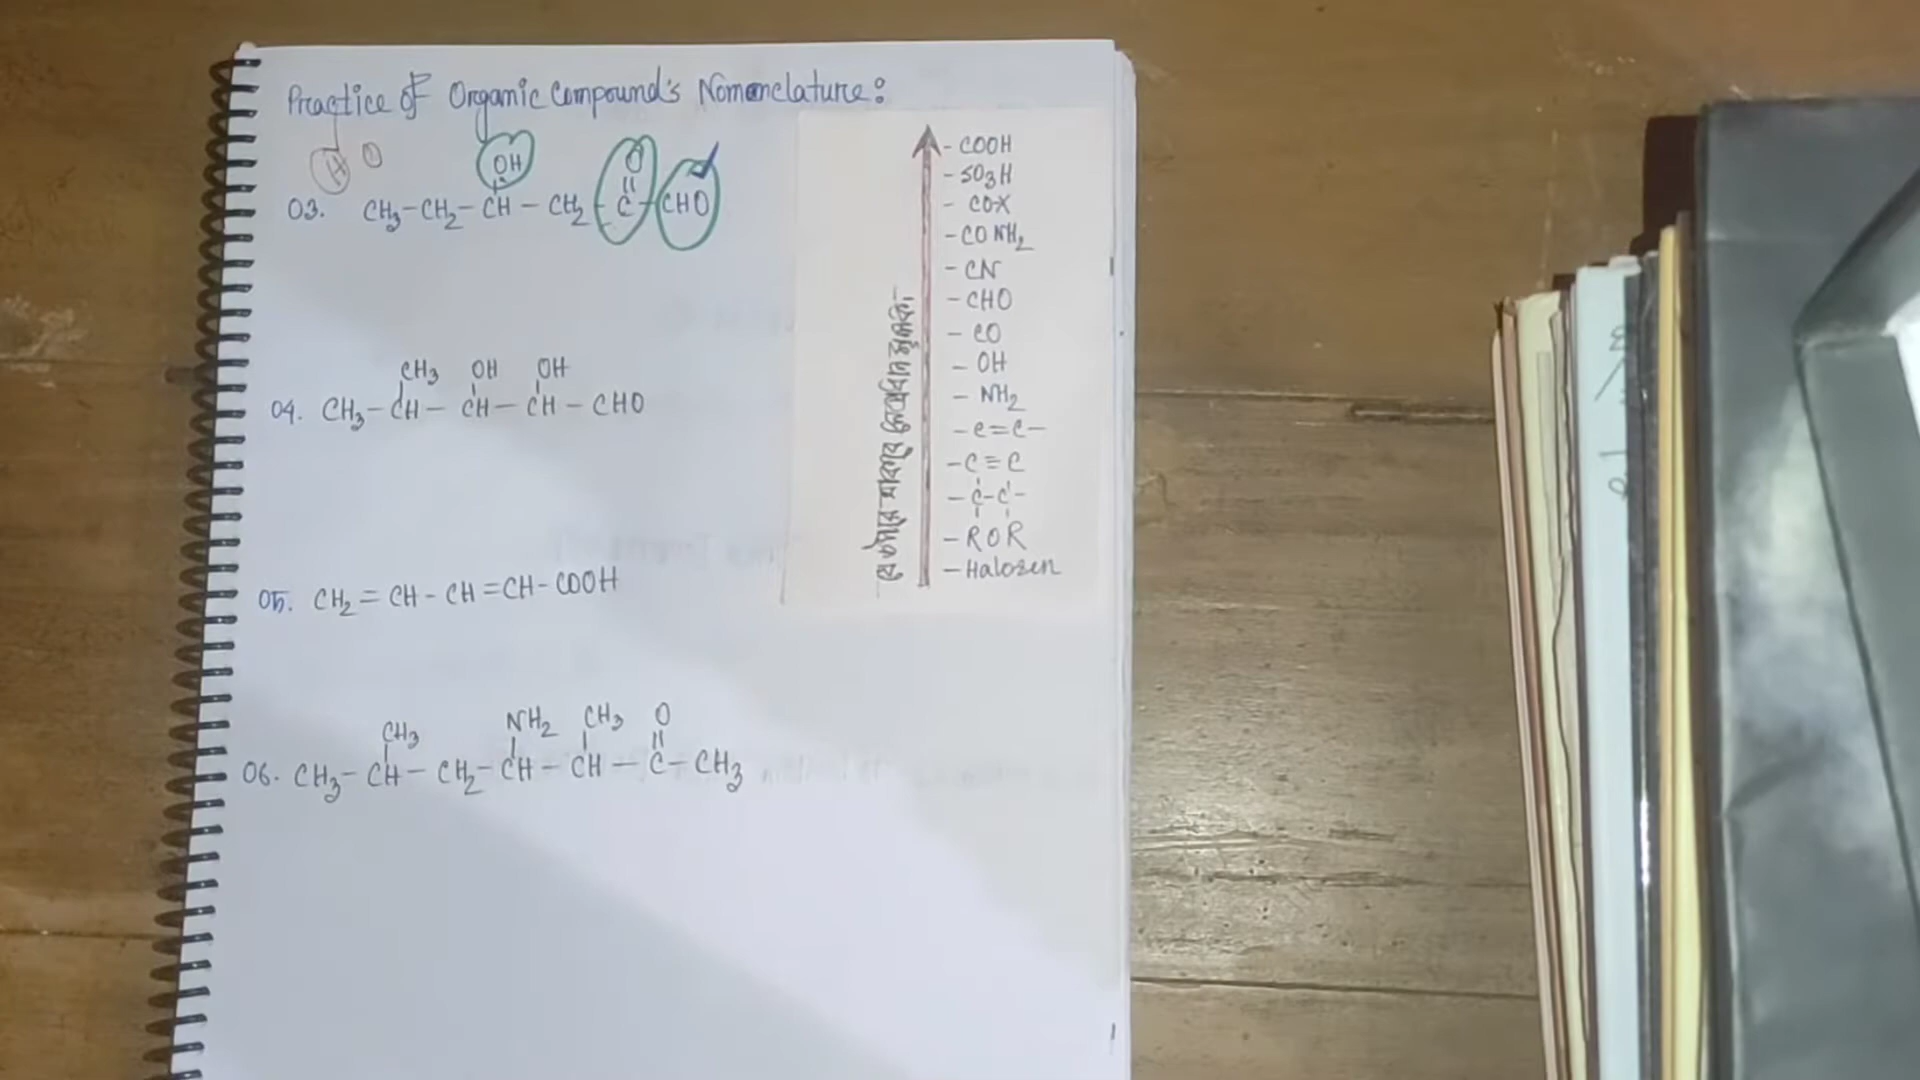 Practice of Organic Compound's Nomenclature:
H O
OH O
03. CH₃-CH₂-CH-CH₂-C-CHO
CH₃ OH OH
04. CH₃-CH-CH-CH-CHO
05. CH₂=CH-CH=CH-COOH
CH₃ NH₂ CH₃ O
06. CH₃-CH-CH₂-CH-CH-C-CH₃
-COOH
-SO₃H
-COX
-CONH₂
-CN
-CHO
-CO
-OH
-NH₂
-C=C-
-C≡C
-C-C-
-ROR
-Halozen